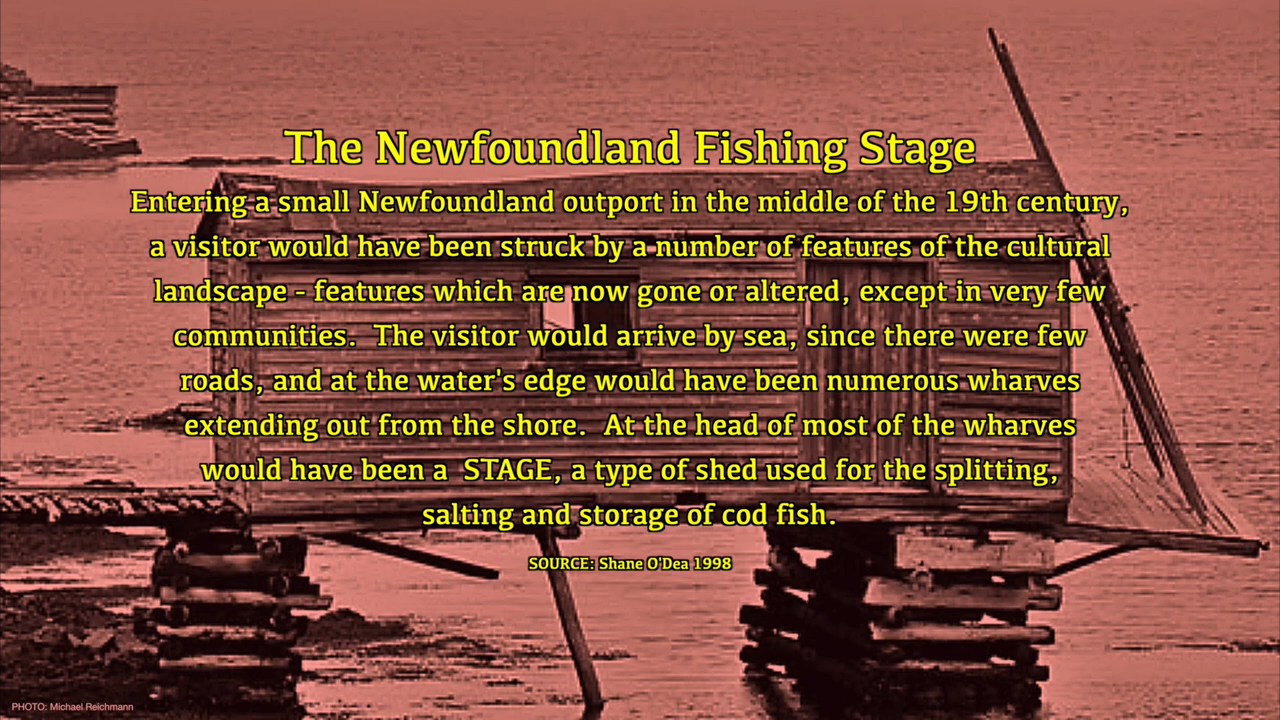 The Newfoundland Fishing Stage
Entering a small Newfoundland outport in the middle of the 19th century,
a visitor would have been struck by a number of features of the cultural
landscape - features which are now gone or altered, except in very few
communities.  The visitor would arrive by sea, since there were few
roads, and at the water's edge would have been numerous wharves
extending out from the shore.  At the head of most of the wharves
would have been a  STAGE, a type of shed used for the splitting,
salting and storage of cod fish.
SOURCE: Shane O'Dea 1998
PHOTO: Michael Reichmann